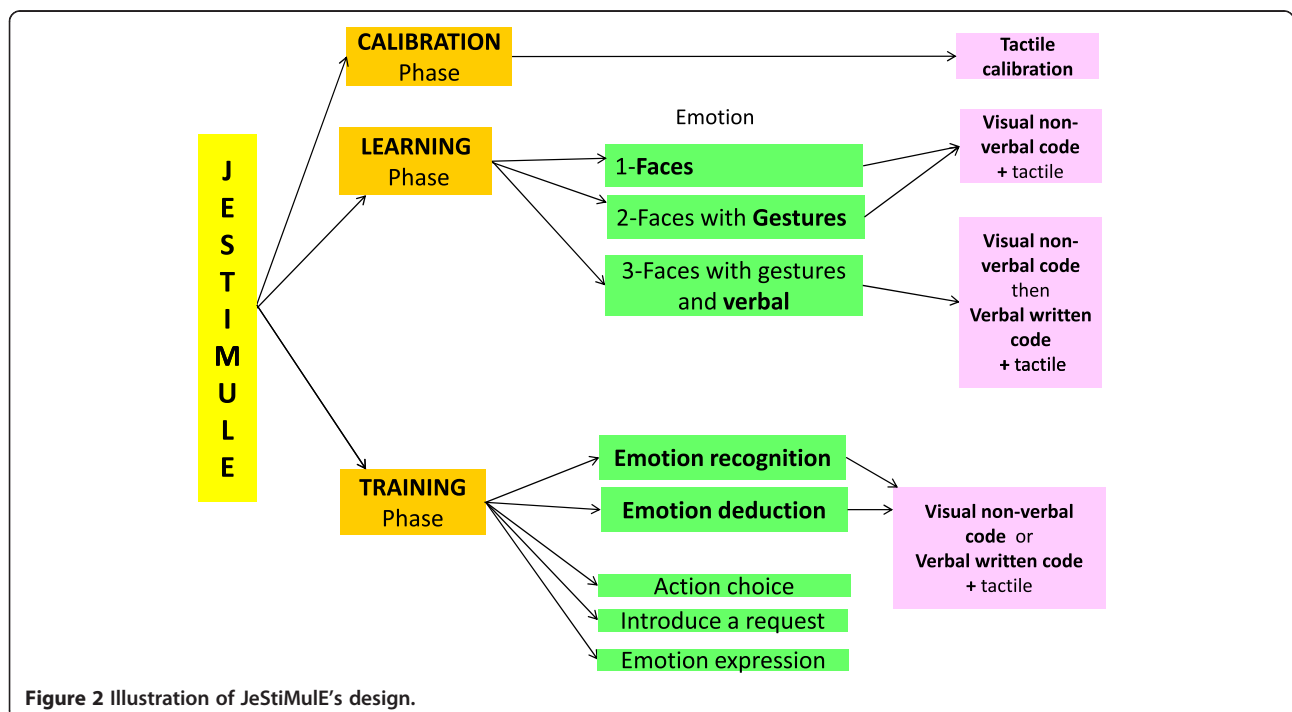 CALIBRATION
Phase
Tactile
calibration
J
E
S
T
I
M
U
L
E
LEARNING
Phase
Emotion
1-Faces
2-Faces with Gestures
3-Faces with gestures
and verbal
Visual non-
verbal code
+ tactile
Visual non-
verbal code
then
Verbal written
code
+ tactile
TRAINING
Phase
Emotion recognition
Emotion deduction
Action choice
Introduce a request
Emotion expression
Visual non-verbal
code or
Verbal written code
+ tactile
Figure 2 Illustration of JeStiMulE's design.